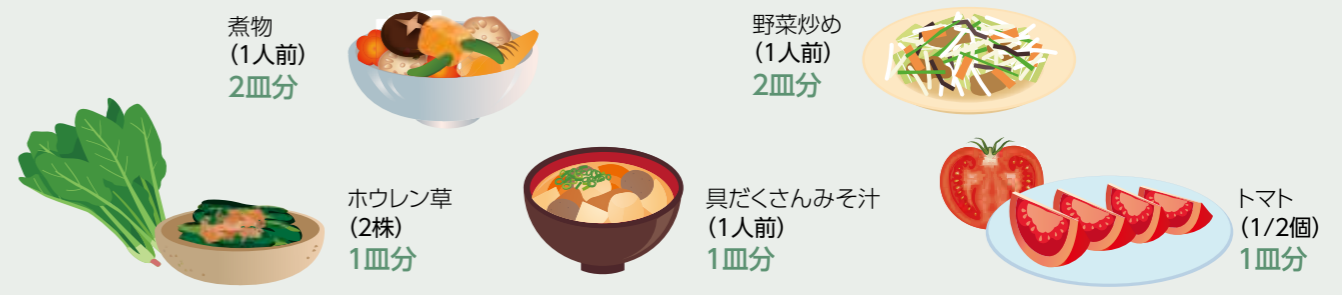 煮物
（1人前）
2皿分
野菜炒め
（1人前）
2皿分
ホウレン草
（2株）
1皿分
具だくさんみそ汁
（1人前）
1皿分
トマト
（1/2個）
1皿分